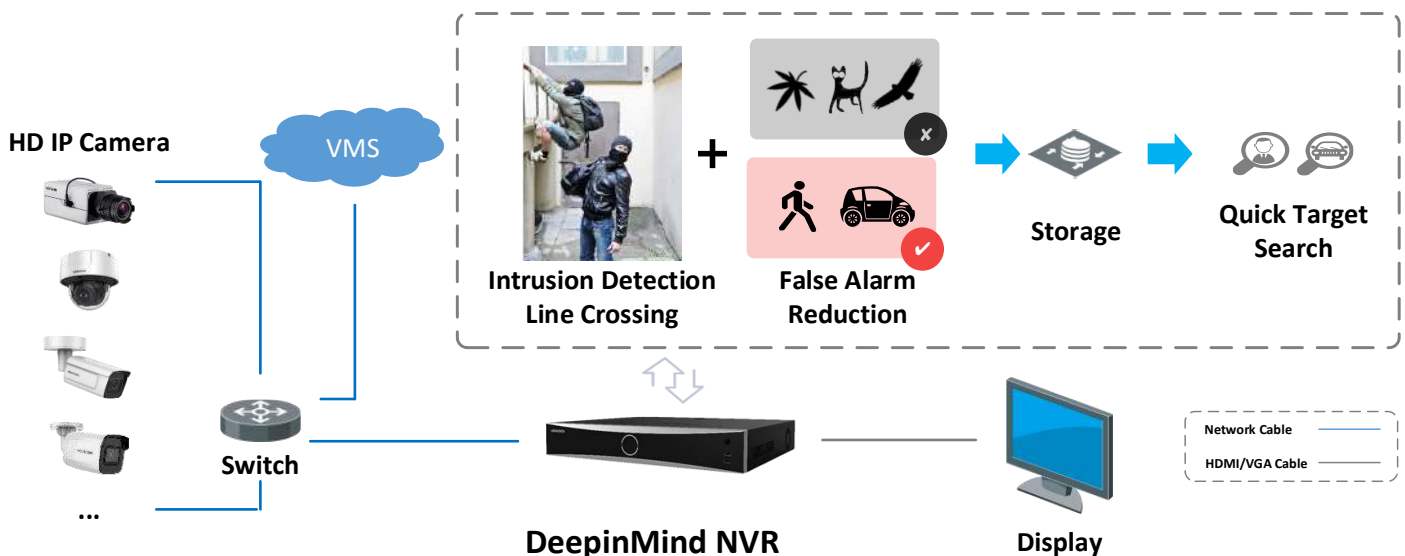 HD IP Camera
VMS
Intrusion Detection
Line Crossing
False Alarm
Reduction
Storage
Quick Target
Search
Switch
...
DeepinMind NVR
Display
Network Cable
HDMI/VGA Cable